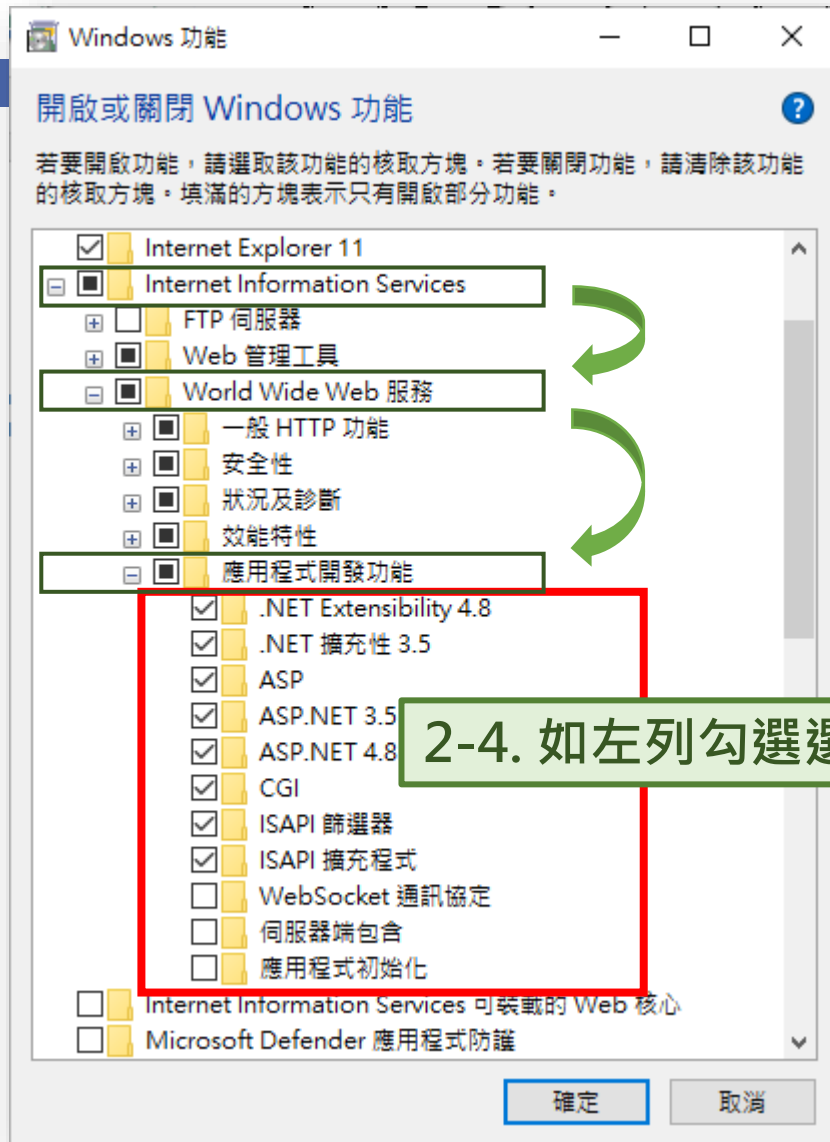 Windows 功能
開啟或關閉 Windows 功能
若要開啟功能，請選取該功能的核取方塊。若要關閉功能，請清除該功能
的核取方塊。填滿的方塊表示只有開啟部分功能。
Internet Explorer 11
Internet Information Services
FTP 伺服器
Web 管理工具
World Wide Web 服務
一般 HTTP 功能
安全性
狀況及診斷
效能特性
應用程式開發功能
.NET Extensibility 4.8
.NET 擴充性 3.5
ASP
ASP.NET 3.5
ASP.NET 4.8
2-4. 如左列勾選
CGI
ISAPI 篩選器
ISAPI 擴充程式
WebSocket 通訊協定
伺服器端包含
應用程式初始化
Internet Information Services 可裝載的 Web 核心
Microsoft Defender 應用程式防護
確定
取消